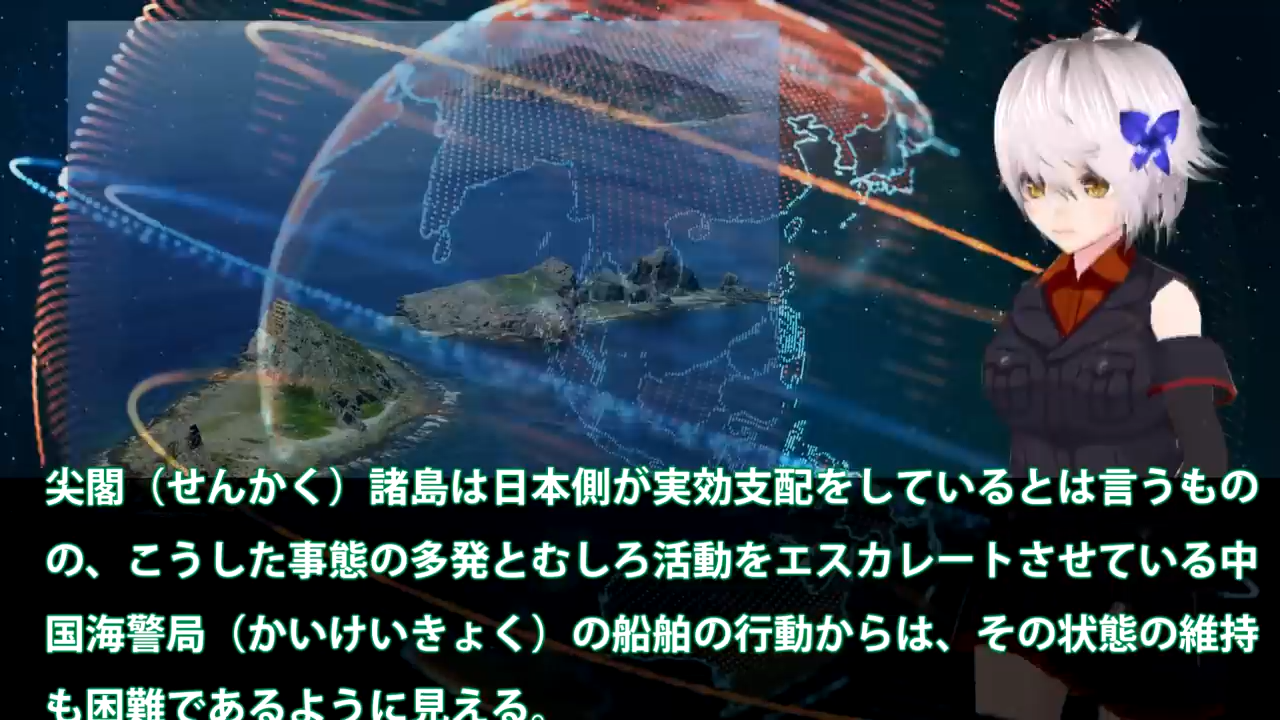 尖閣（せんかく）諸島は日本側が実効支配をしているとは言うもの
の、こうした事態の多発とむしろ活動をエスカレートさせている中
国海警局（かいけいきょく）の船舶の行動からは、その状態の維持
も困難であるように見える。